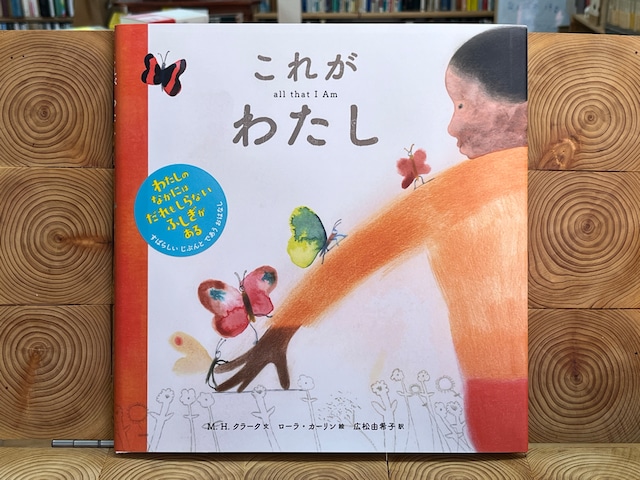 これが
all that I Am
わたし
わたしの
なかには
だれもしらない
ふしぎが
ある
すばらしい じぶんと であう おはなし
M. H. クラーク 文　ローラ・カーリン 絵　広松由希子 訳